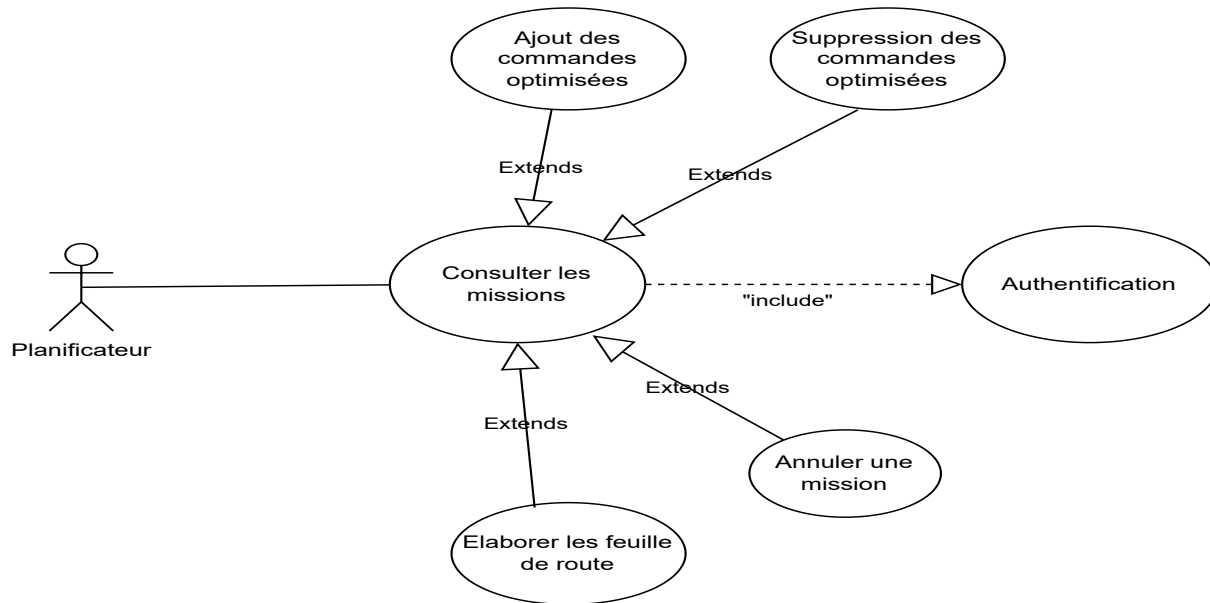 Ajout des
commandes
optimisées
Suppression des
commandes
optimisées
Extends
Extends
Consulter les
missions
"include"
Authentification
Planificateur
Extends
Extends
Annuler une
mission
Elaborer les feuille
de route